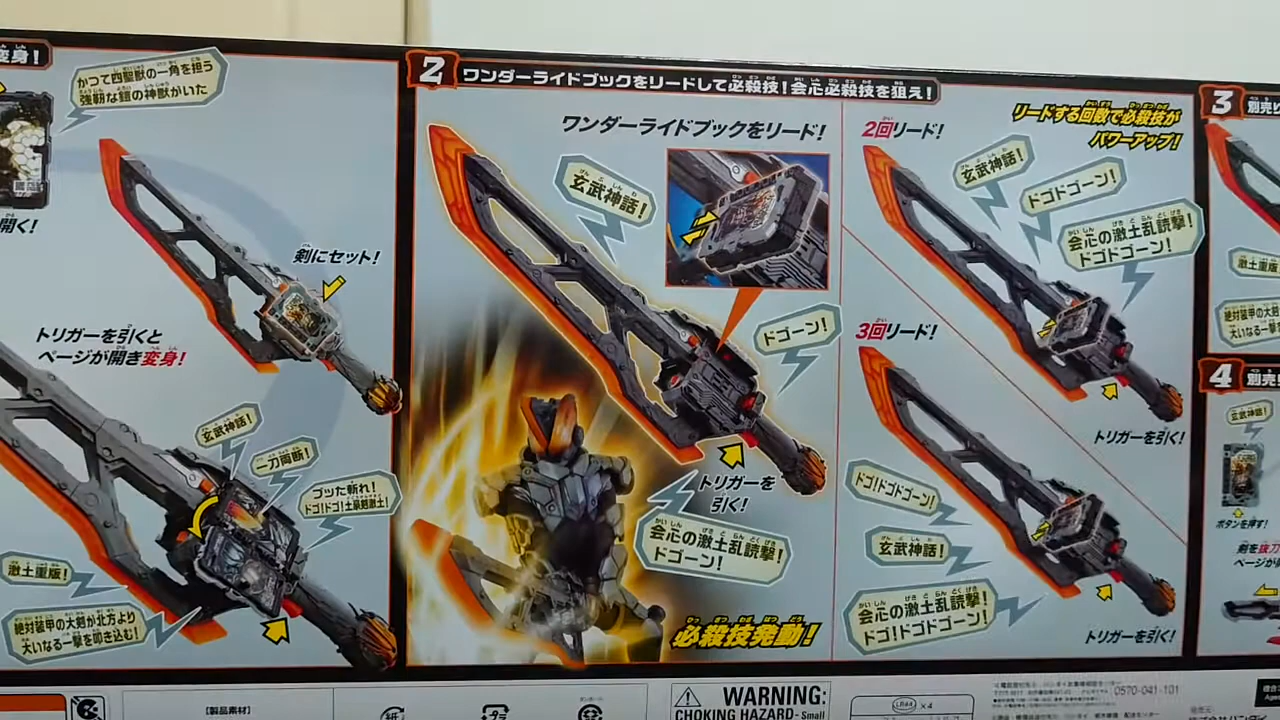 変身!
かつて四聖獣の一角を担う
強靭な鎧の神獣がいた
開く!
剣にセット!
トリガーを引くと
ページが開き変身!
玄武神話!
一刀両断!
ブッた斬れ!
ドゴ!ドゴ!土豪剣激土!
激土重版!
絶対装甲の大剣が北方より
大いなる一撃を叩き込む!
2 ワンダーライドブックをリードして必殺技!会心必殺技を狙え!
ワンダーライドブックをリード!
玄武神話!
ドゴーン!
トリガーを
引く!
会心の激土乱読撃!
ドゴーン!
必殺技発動!
2回リード!
リードする回数で必殺技が
パワーアップ!
玄武神話!
ドゴドゴーン!
会心の激土乱読撃!
ドゴドゴーン!
トリガーを引く!
3回リード!
ドゴ!ドゴドゴーン!
玄武神話!
会心の激土乱読撃!
ドゴ!ドゴドゴーン!
トリガーを引く!
3 別売り
激土重版
絶対装甲の大剣
大いなる一撃
4 別売
玄武神話!
ボタンを押す!
剣を抜刀
ページが開
【製品素材】
紙
WARNING:
CHOKING HAZARD- Small
LR44 ×4
0570-041-101